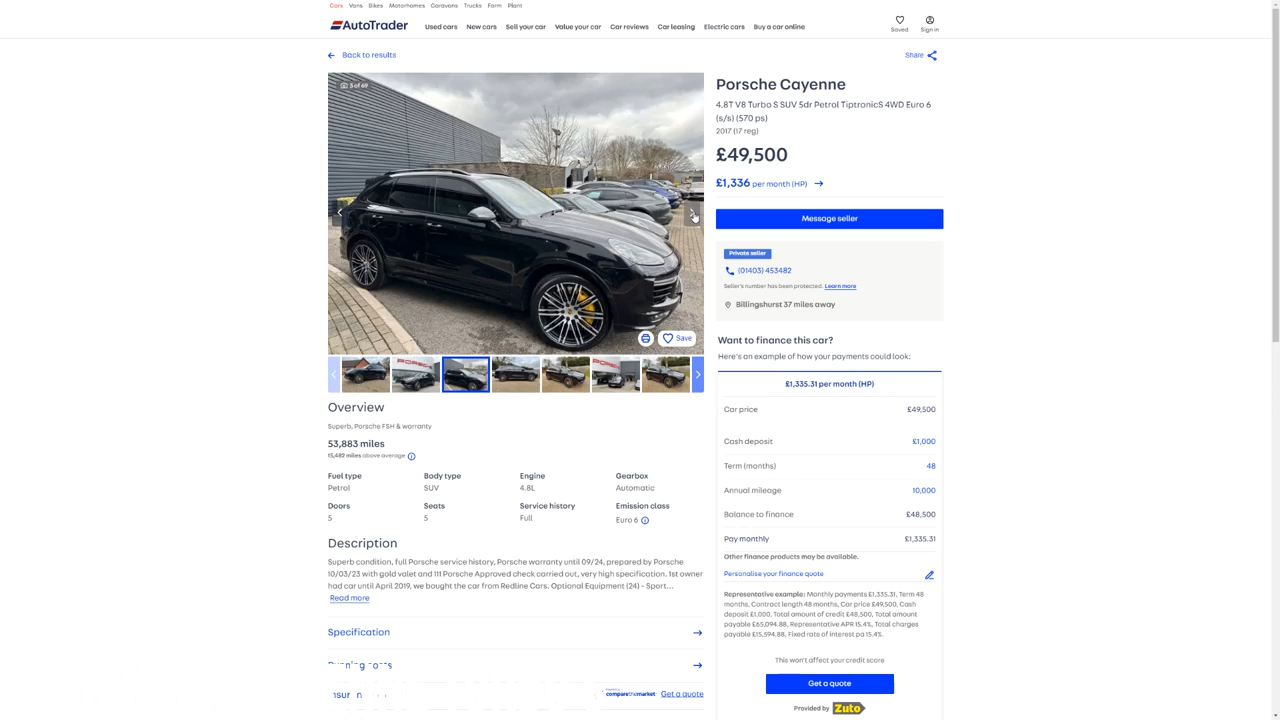 Cars Vans Bikes Motorhomes Caravans Trucks Farm Plant
AutoTrader
Used cars New cars Sell your car Value your car Car reviews Car leasing Electric cars Buy a car online
Saved Sign in
Back to results
Share
3 of 69
Save
Porsche Cayenne
4.8T V8 Turbo S SUV 5dr Petrol TiptronicS 4WD Euro 6
(s/s) (570 ps)
2017 (17 reg)
£49,500
£1,336 per month (HP)
Message seller
Private seller
(01403) 453482
Seller's number has been protected. Learn more
Billingshurst 37 miles away
Overview
Superb, Porsche FSH & warranty
53,883 miles
15,482 miles above average
Fuel type Body type Engine Gearbox
Petrol SUV 4.8L Automatic
Doors Seats Service history Emission class
5 5 Full Euro 6
Description
Superb condition, full Porsche service history, Porsche warranty until 09/24, prepared by Porsche
10/03/23 with gold valet and 111 Porsche Approved check carried out, very high specification. 1st owner
had car until April 2019, we bought the car from Redline Cars. Optional Equipment (24) - Sport...
Read more
Specification
Running costs
comparethemarket Get a quote
Want to finance this car?
Here's an example of how your payments could look:
£1,335.31 per month (HP)
Car price £49,500
Cash deposit £1,000
Term (months) 48
Annual mileage 10,000
Balance to finance £48,500
Pay monthly £1,335.31
Other finance products may be available.
Personalise your finance quote
Representative example: Monthly payments £1,335.31, Term 48
months, Contract length 48 months, Car price £49,500, Cash
deposit £1,000, Total amount of credit £48,500, Total amount
payable £65,094.88, Representative APR 15.4%, Total charges
payable £15,594.88, Fixed rate of interest pa 15.4%.
This won't affect your credit score
Get a quote
Provided by Zuto